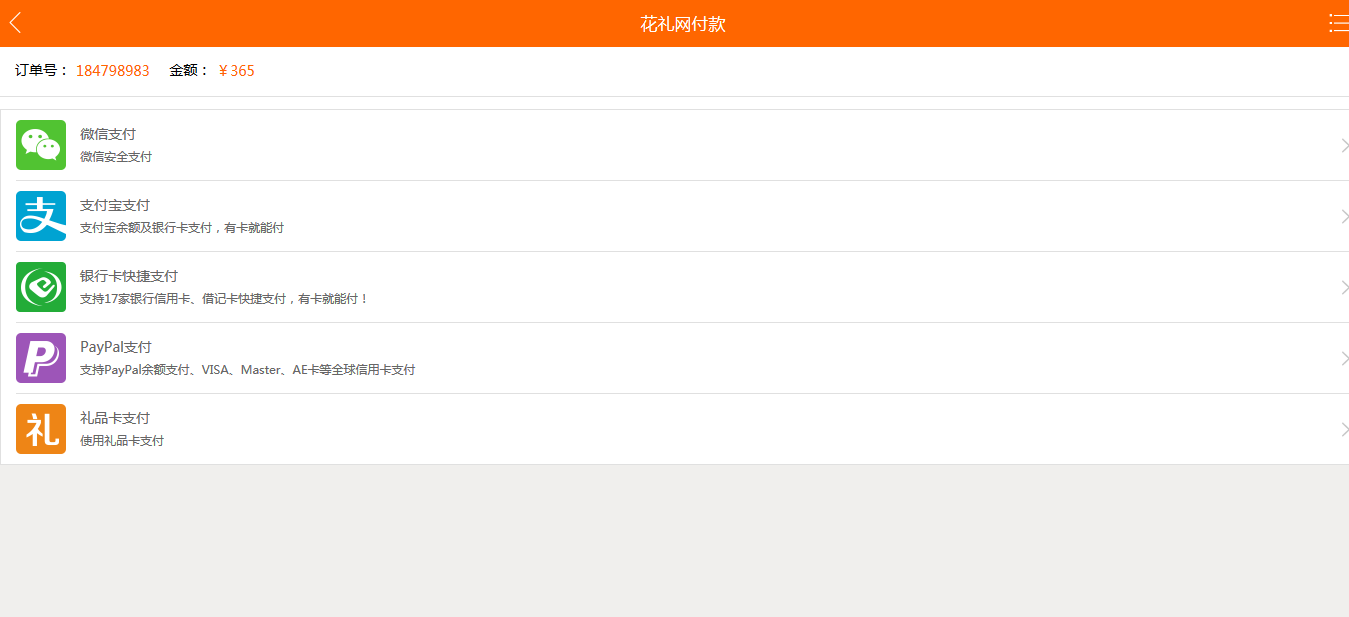 花礼网付款
订单号： 184798983 金额： ￥365
微信支付
微信安全支付
支
支付宝支付
支付宝余额及银行卡支付，有卡就能付
银行卡快捷支付
支持17家银行信用卡、借记卡快捷支付，有卡就能付！
PayPal支付
支持PayPal余额支付、VISA、Master、AE卡等全球信用卡支付
礼
礼品卡支付
使用礼品卡支付